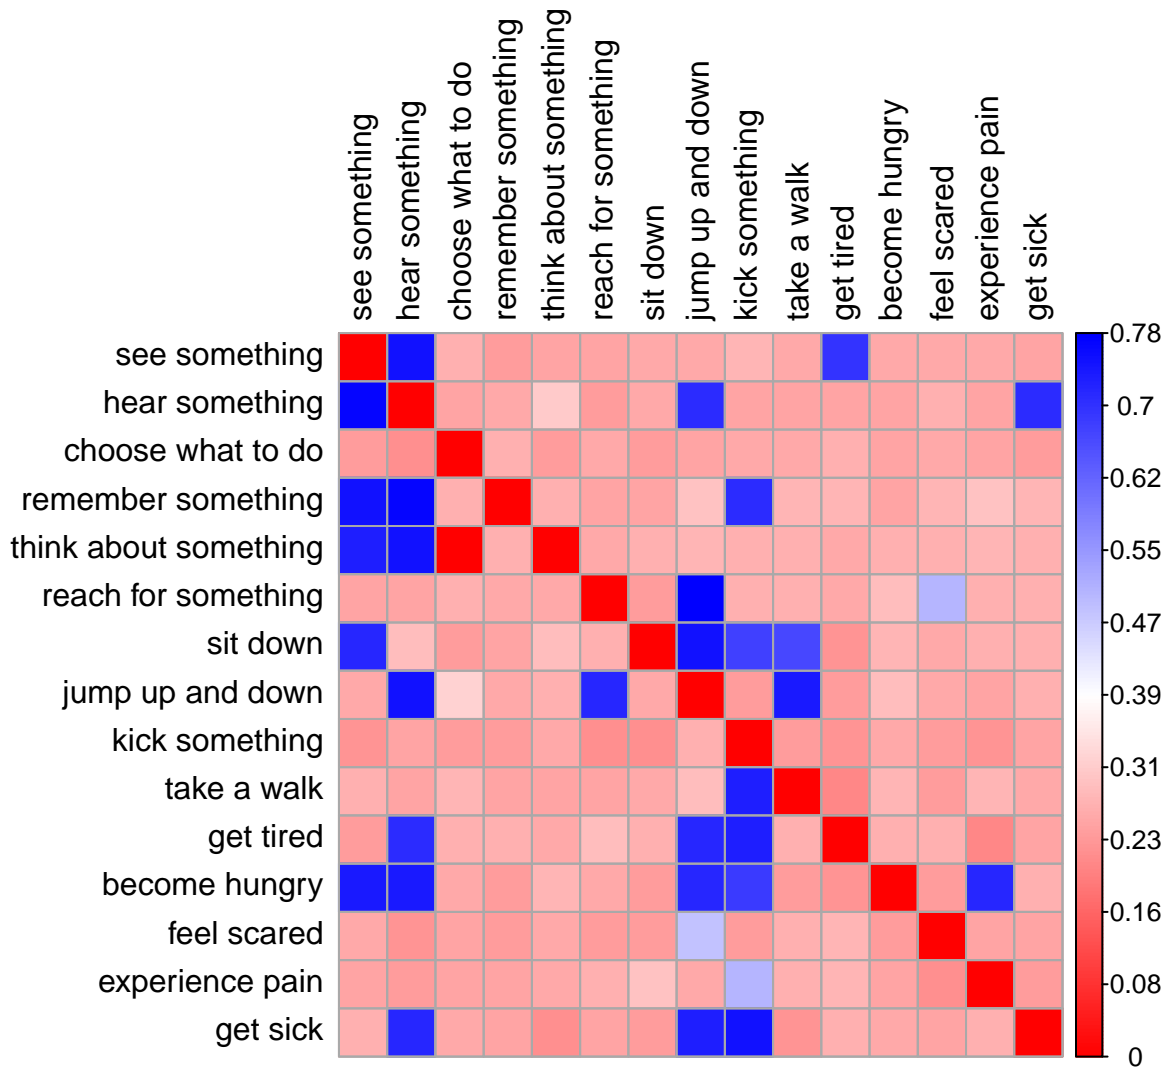 see something
hear something
choose what to do
remember something
think about something
reach for something
sit down
jump up and down
kick something
take a walk
get tired
become hungry
feel scared
experience pain
get sick
see something
hear something
choose what to do
remember something
think about something
reach for something
sit down
jump up and down
kick something
take a walk
get tired
become hungry
feel scared
experience pain
get sick
0.78
0.7
0.62
0.55
0.47
0.39
0.31
0.23
0.16
0.08
0